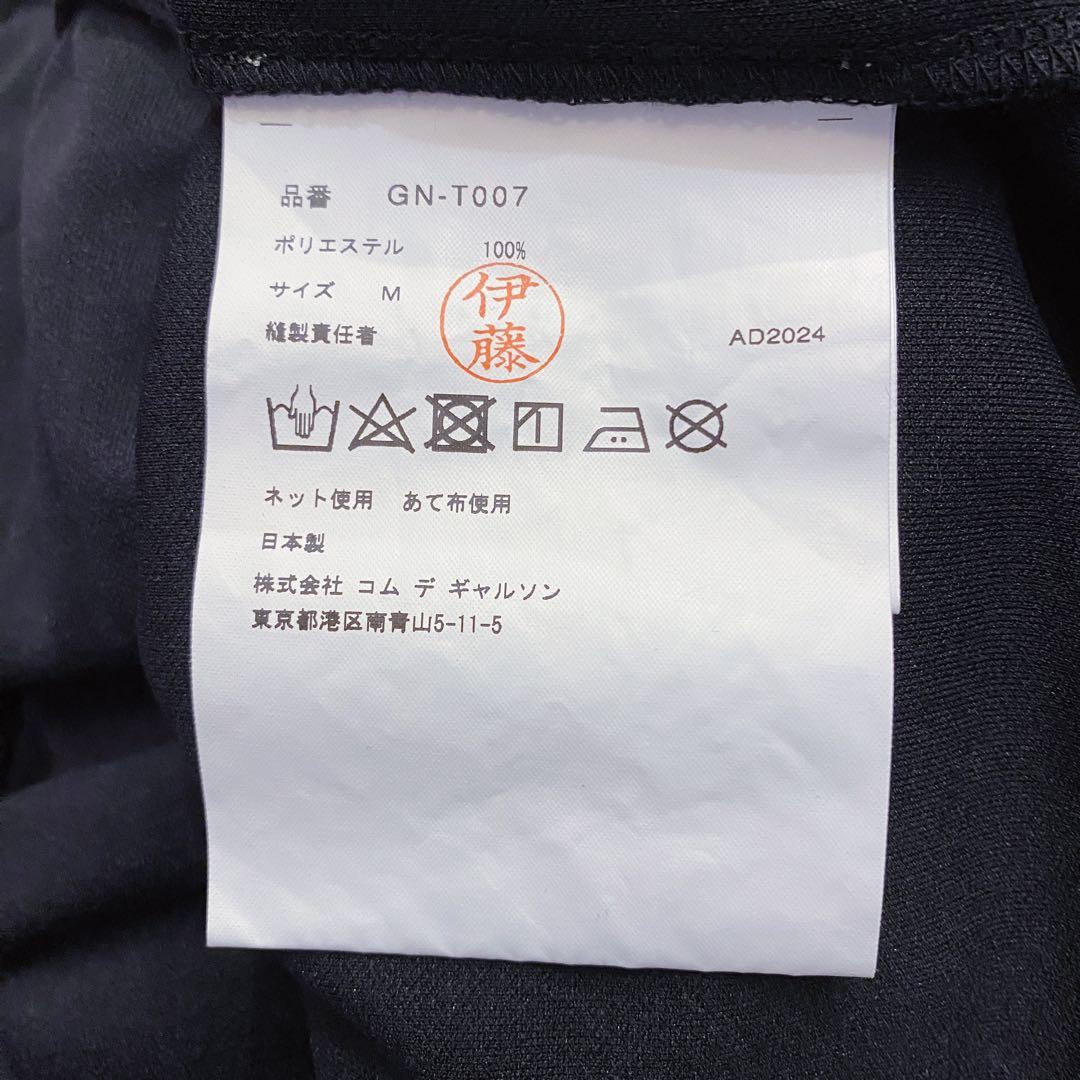 品番 GN-T007
ポリエステル 100%
サイズ M
伊藤
縫製責任者 AD2024
ネット使用 あて布使用
日本製
株式会社 コム デ ギャルソン
東京都港区南青山5-11-5